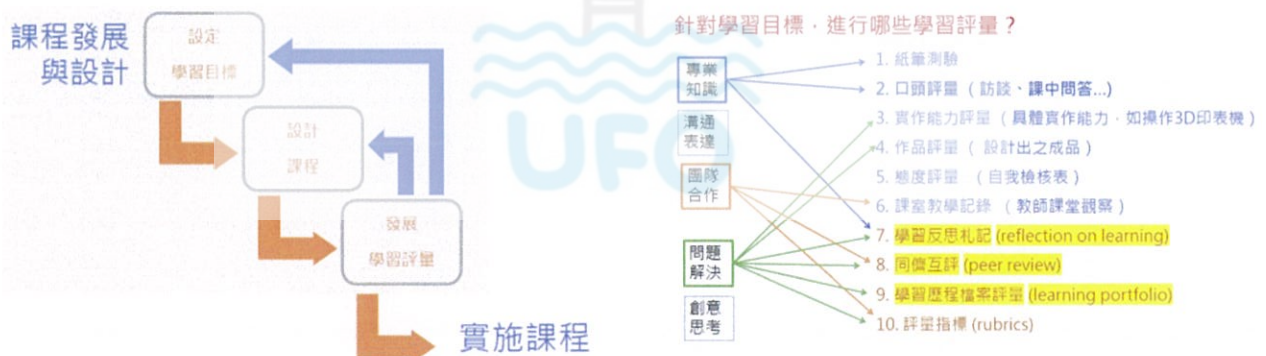 課程發展
與設計
設定
學習目標
設計
課程
發展
學習評量
實施課程
UFO
針對學習目標，進行哪些學習評量？
專業
知識
溝通
表達
團隊
合作
問題
解決
創意
思考
1. 紙筆測驗
2. 口頭評量（訪談、課中問答...)
3. 實作能力評量（具體實作能力，如操作3D印表機）
4. 作品評量（ 設計出之成品）
5. 態度評量 （自我檢核表）
6. 課室教學記錄 （教師課堂觀察）
7. 學習反思札記 (reflection on learning)
8. 同儕互評 (peer review)
9. 學習歷程檔案評量 (learning portfolio)
10. 評量指標 (rubrics)